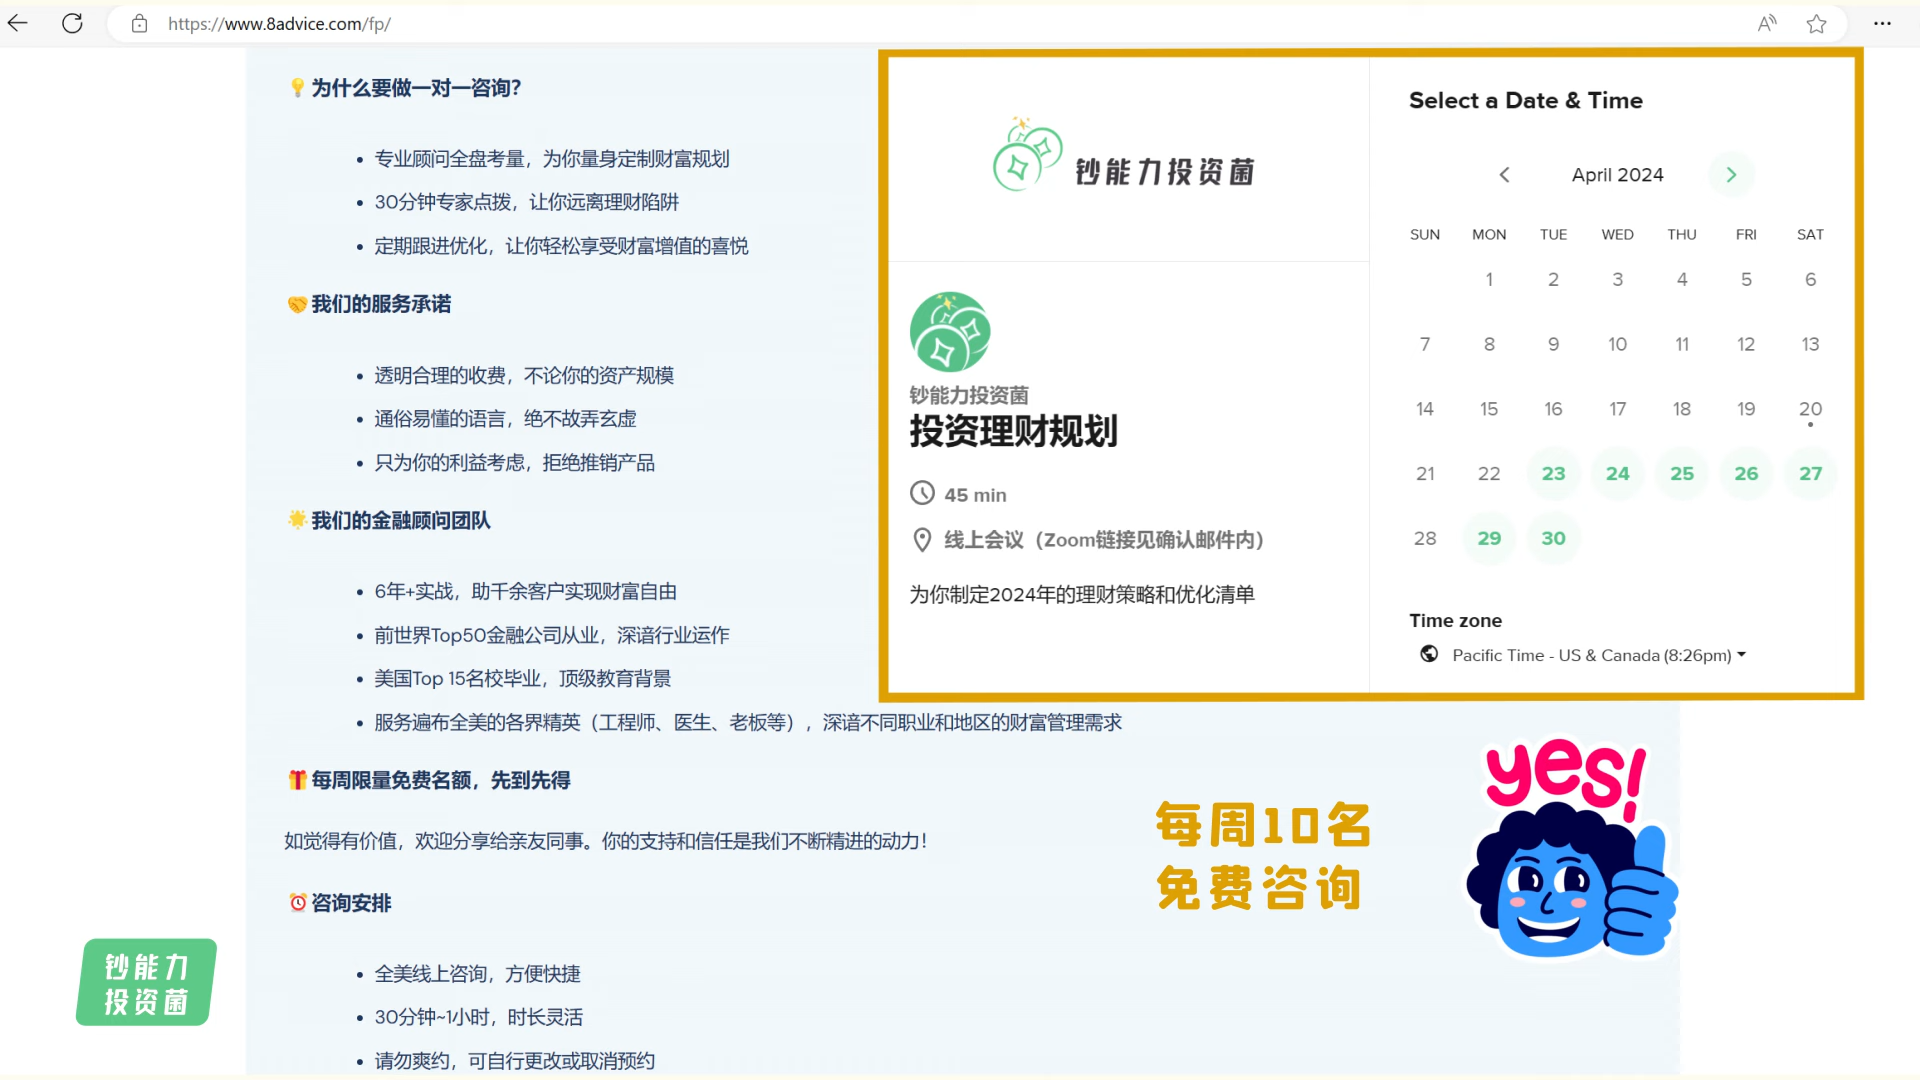 https://www.8advice.com/fp/
💡为什么要做一对一咨询？
专业顾问全盘考量，为你量身定制财富规划
30分钟专家点拨，让你远离理财陷阱
定期跟进优化，让你轻松享受财富增值的喜悦
🤝我们的服务承诺
透明合理的收费，不论你的资产规模
通俗易懂的语言，绝不故弄玄虚
只为你的利益考虑，拒绝推销产品
🌟我们的金融顾问团队
6年+实战，助千余客户实现财富自由
前世界Top50金融公司从业，深谙行业运作
美国Top 15名校毕业，顶级教育背景
服务遍布全美的各界精英（工程师、医生、老板等），深谙不同职业和地区的财富管理需求
🎁每周限量免费名额，先到先得
如觉得有价值，欢迎分享给亲友同事。你的支持和信任是我们不断精进的动力！
⏰咨询安排
全美线上咨询，方便快捷
30分钟~1小时，时长灵活
请勿爽约，可自行更改或取消预约
钞能力投资菌
钞能力投资菌
投资理财规划
45 min
线上会议（Zoom链接见确认邮件内）
为你制定2024年的理财策略和优化清单
Select a Date & Time
April 2024
SUN MON TUE WED THU FRI SAT
1 2 3 4 5 6
7 8 9 10 11 12 13
14 15 16 17 18 19 20
21 22 23 24 25 26 27
28 29 30
Time zone
Pacific Time - US & Canada (8:26pm)
每周10名
免费咨询
yes!
钞能力
投资菌